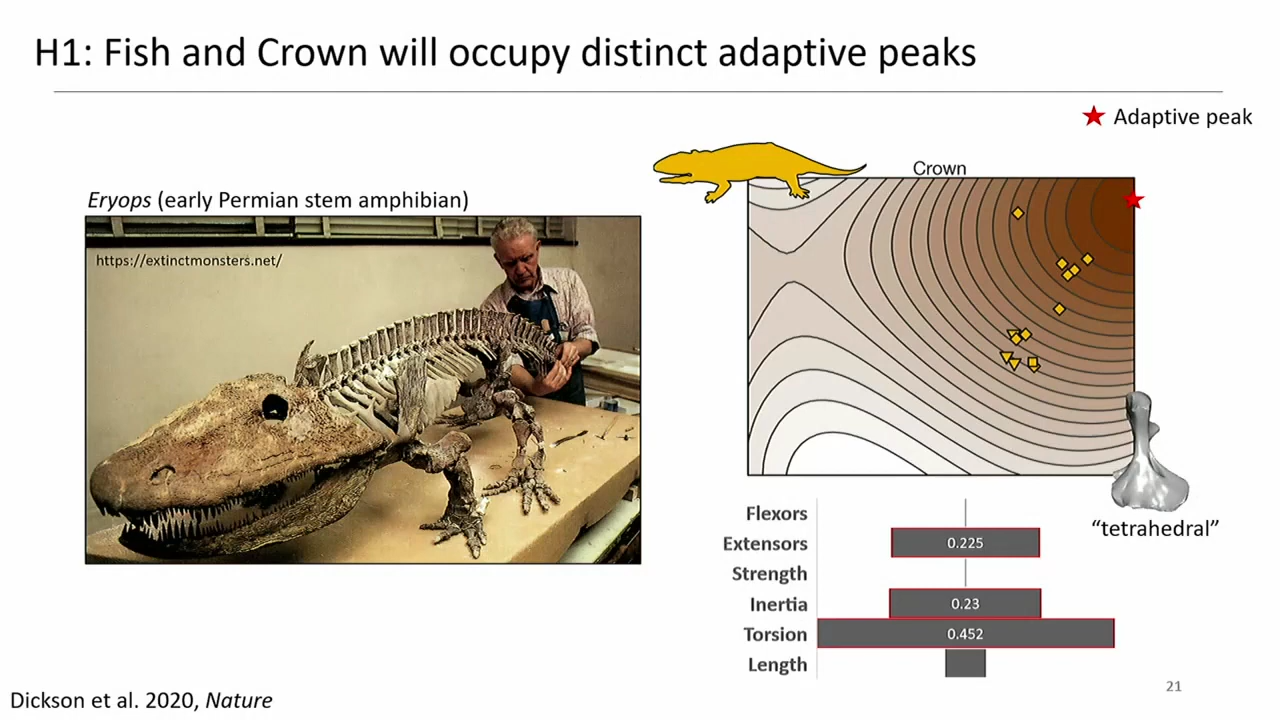 H1: Fish and Crown will occupy distinct adaptive peaks
Adaptive peak
Eryops (early Permian stem amphibian)
https://extinctmonsters.net/
Crown
"tetrahedral"
Flexors
Extensors 0.225
Strength
Inertia 0.23
Torsion 0.452
Length
Dickson et al. 2020, Nature
21